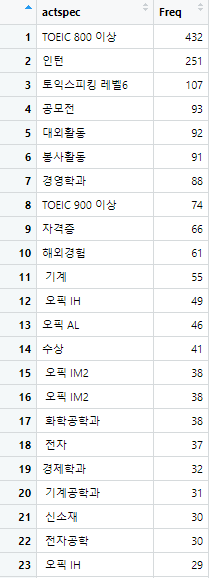 actspec Freq
1 TOEIC 800 이상 432
2 인턴 251
3 토익스피킹 레벨6 107
4 공모전 93
5 대외활동 92
6 봉사활동 91
7 경영학과 88
8 TOEIC 900 이상 74
9 자격증 66
10 해외경험 61
11 기계 55
12 오픽 IH 49
13 오픽 AL 46
14 수상 41
15 오픽 IM2 38
16 오픽 IM2 38
17 화학공학과 38
18 전자 37
19 경제학과 32
20 기계공학과 31
21 신소재 30
22 전자공학 30
23 오픽 IH 29